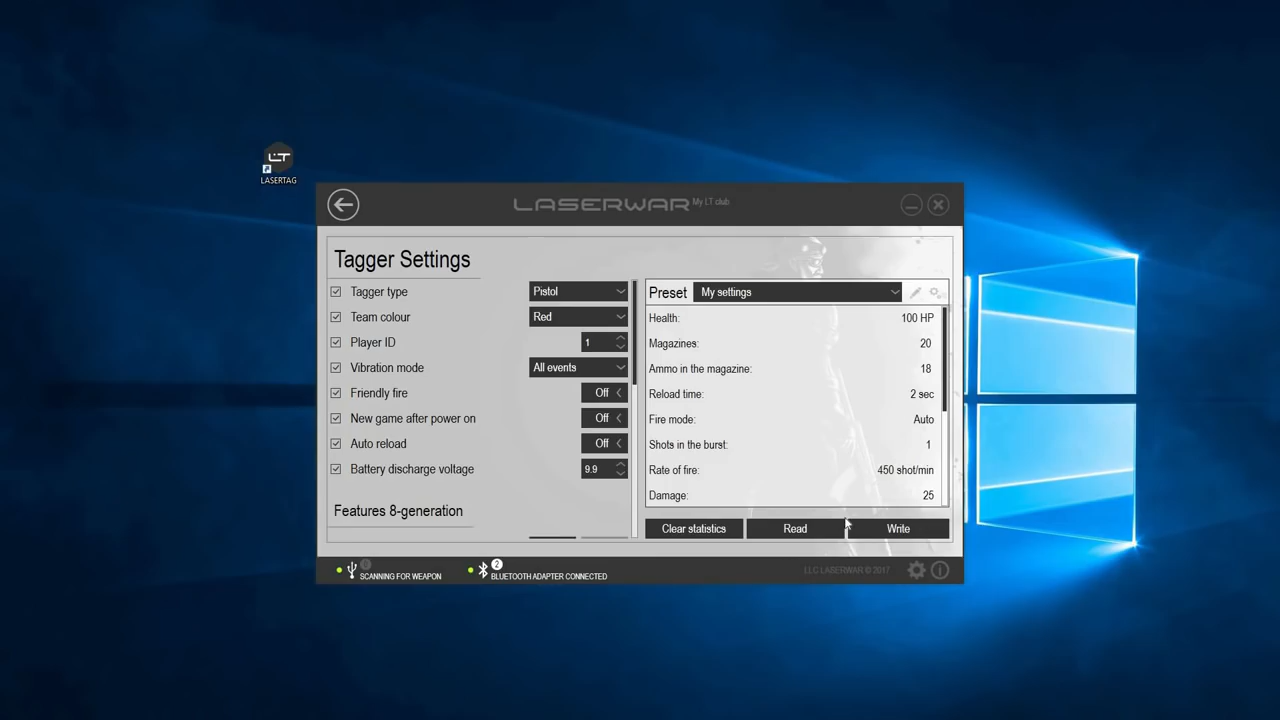 LASERTAG
LASERWAR My LT club
Tagger Settings
Tagger type Pistol
Team colour Red
Player ID 1
Vibration mode All events
Friendly fire Off
New game after power on Off
Auto reload Off
Battery discharge voltage 9.9
Features 8-generation
Preset My settings
Health: 100 HP
Magazines: 20
Ammo in the magazine: 18
Reload time: 2 sec
Fire mode: Auto
Shots in the burst: 1
Rate of fire: 450 shot/min
Damage: 25
Clear statistics Read Write
SCANNING FOR WEAPON
2
BLUETOOTH ADAPTER CONNECTED
LLC LASERWAR © 2017